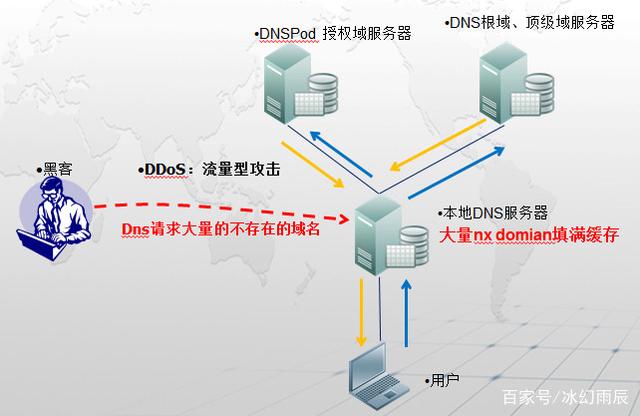 •DNSPod 授权域服务器
•DNS根域、顶级域服务器
•黑客
•DDoS：流量型攻击
Dns请求大量的不存在的域名
•本地DNS服务器
大量nx domian填满缓存
•用户
百家号/冰幻雨辰